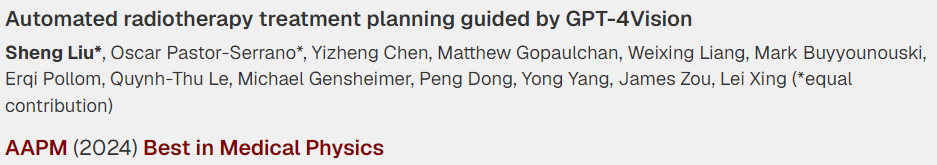 Automated radiotherapy treatment planning guided by GPT-4Vision
Sheng Liu*, Oscar Pastor-Serrano*, Yizheng Chen, Matthew Gopaulchan, Weixing Liang, Mark Buyyounouski,
Erqi Pollom, Quynh-Thu Le, Michael Gensheimer, Peng Dong, Yong Yang, James Zou, Lei Xing (*equal
contribution)
AAPM (2024) Best in Medical Physics